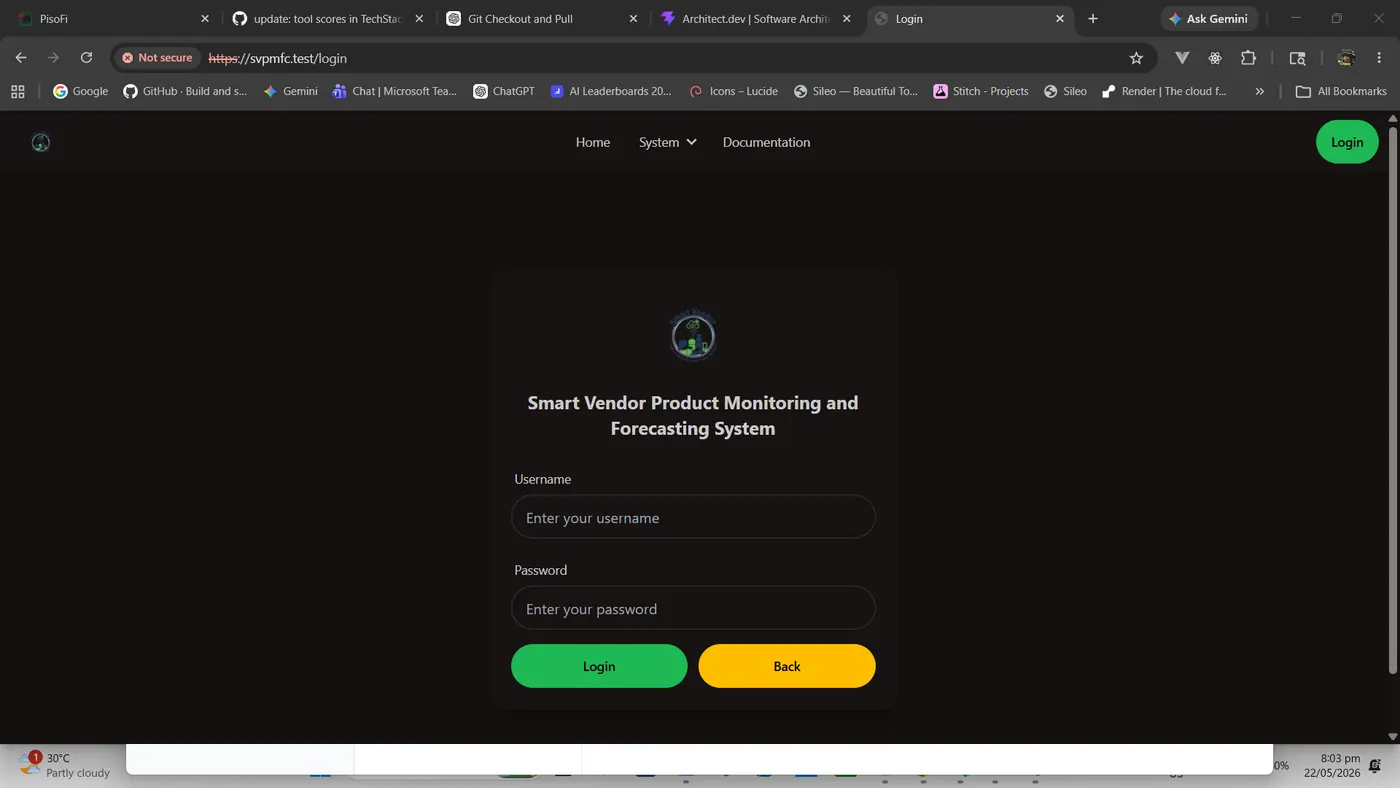 PisoFi
update: tool scores in TechStac
Git Checkout and Pull
Architect.dev | Software Archit
Login
Ask Gemini
Not secure
https://svpmfc.test/login
Google
GitHub · Build and s...
Gemini
Chat | Microsoft Tea...
ChatGPT
AI Leaderboards 20...
Icons – Lucide
Sileo — Beautiful To...
Stitch - Projects
Sileo
Render | The cloud f...
All Bookmarks
Home
System
Documentation
Login
Smart Vendor
Smart Vendor Product Monitoring and
Forecasting System
Username
Enter your username
Password
Enter your password
Login
Back
1
30°C
Partly cloudy
0%
8:03 pm
22/05/2026